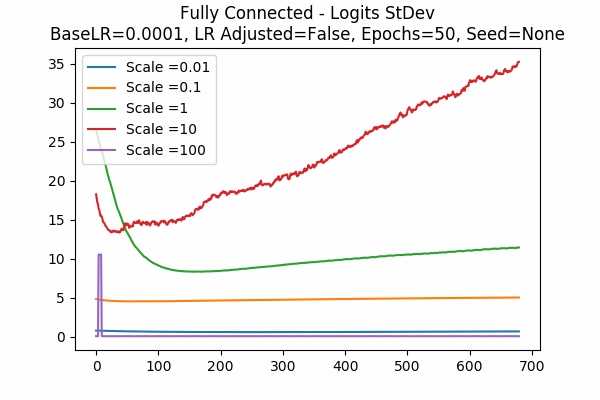 Fully Connected - Logits StDev
BaseLR=0.0001, LR Adjusted=False, Epochs=50, Seed=None
Scale =0.01
Scale =0.1
Scale =1
Scale =10
Scale =100
35
30
25
20
15
10
5
0
0 100 200 300 400 500 600 700